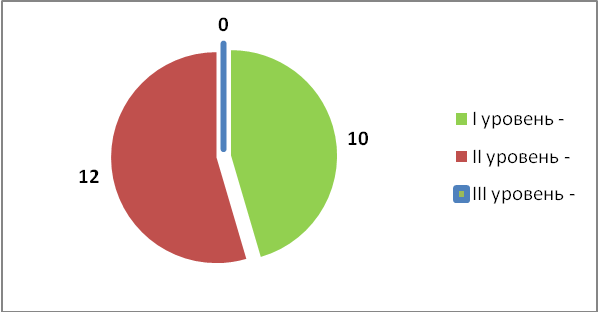 0
10
12
I уровень -
II уровень -
III уровень -